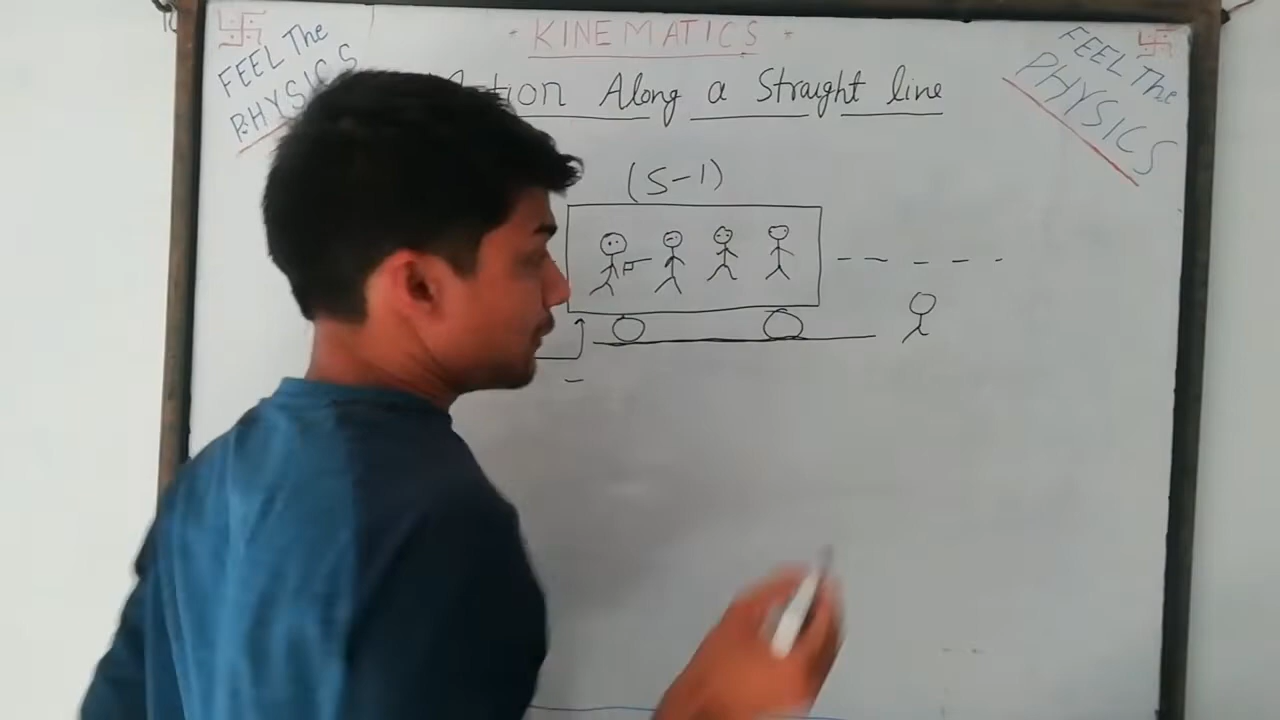 KINEMATICS
FEEL The
PHYSICS
Along a Straight line
FEEL The
PHYSICS
(S-1)